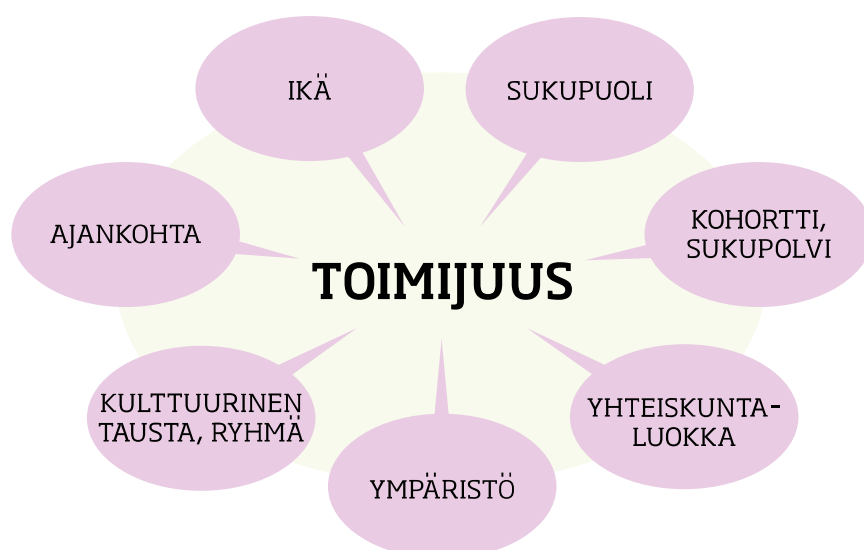 IKÄ
SUKUPUOLI
AJANKOHTA
KOHORTTI,
SUKUPOLVI
TOIMIJUUS
KULTTUURINEN
TAUSTA, RYHMÄ
YHTEISKUNTA-
LUOKKA
YMPÄRISTÖ